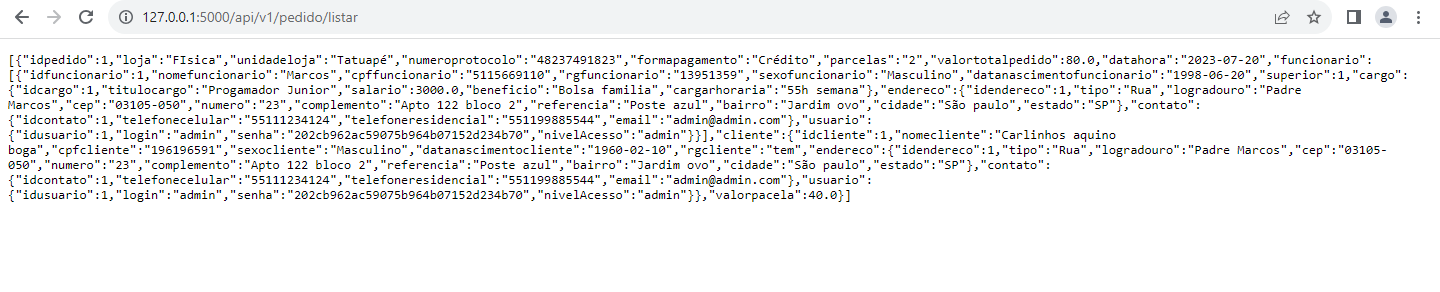 127.0.0.1:5000/api/v1/pedido/listar
[{"idpedido":1,"loja":"FIsica","unidadeloja":"Tatuapé","numeroprotocolo":"48237491823","formapagamento":"Crédito","parcelas":"2","valortotalpedido":80.0,"datahora":"2023-07-20","funcionario":
[{"idfuncionario":1,"nomefuncionario":"Marcos","cpffuncionario":"5115669110","rgfuncionario":"13951359","sexofuncionario":"Masculino","datanascimentofuncionario":"1998-06-20","superior":1,"cargo":
{"idcargo":1,"titulocargo":"Progamador Junior","salario":3000.0,"beneficio":"Bolsa familia","cargarhoraria":"55h semana"},"endereco":{"idendereco":1,"tipo":"Rua","logradouro":"Padre
Marcos","cep":"03105-050","numero":"23","complemento":"Apto 122 bloco 2","referencia":"Poste azul","bairro":"Jardim ovo","cidade":"São paulo","estado":"SP"},"contato":
{"idcontato":1,"telefonecelular":"55111234124","telefoneresidencial":"551199885544","email":"admin@admin.com"},"usuario":
{"idusuario":1,"login":"admin","senha":"202cb962ac59075b964b07152d234b70","nivelAcesso":"admin"}}],"cliente":{"idcliente":1,"nomecliente":"Carlinhos aquino
boga","cpfcliente":"196196591","sexocliente":"Masculino","datanascimentocliente":"1960-02-10","rgcliente":"tem","endereco":{"idendereco":1,"tipo":"Rua","logradouro":"Padre Marcos","cep":"03105-
050","numero":"23","complemento":"Apto 122 bloco 2","referencia":"Poste azul","bairro":"Jardim ovo","cidade":"São paulo","estado":"SP"},"contato":
{"idcontato":1,"telefonecelular":"55111234124","telefoneresidencial":"551199885544","email":"admin@admin.com"},"usuario":
{"idusuario":1,"login":"admin","senha":"202cb962ac59075b964b07152d234b70","nivelAcesso":"admin"}},"valorpacela":40.0}]